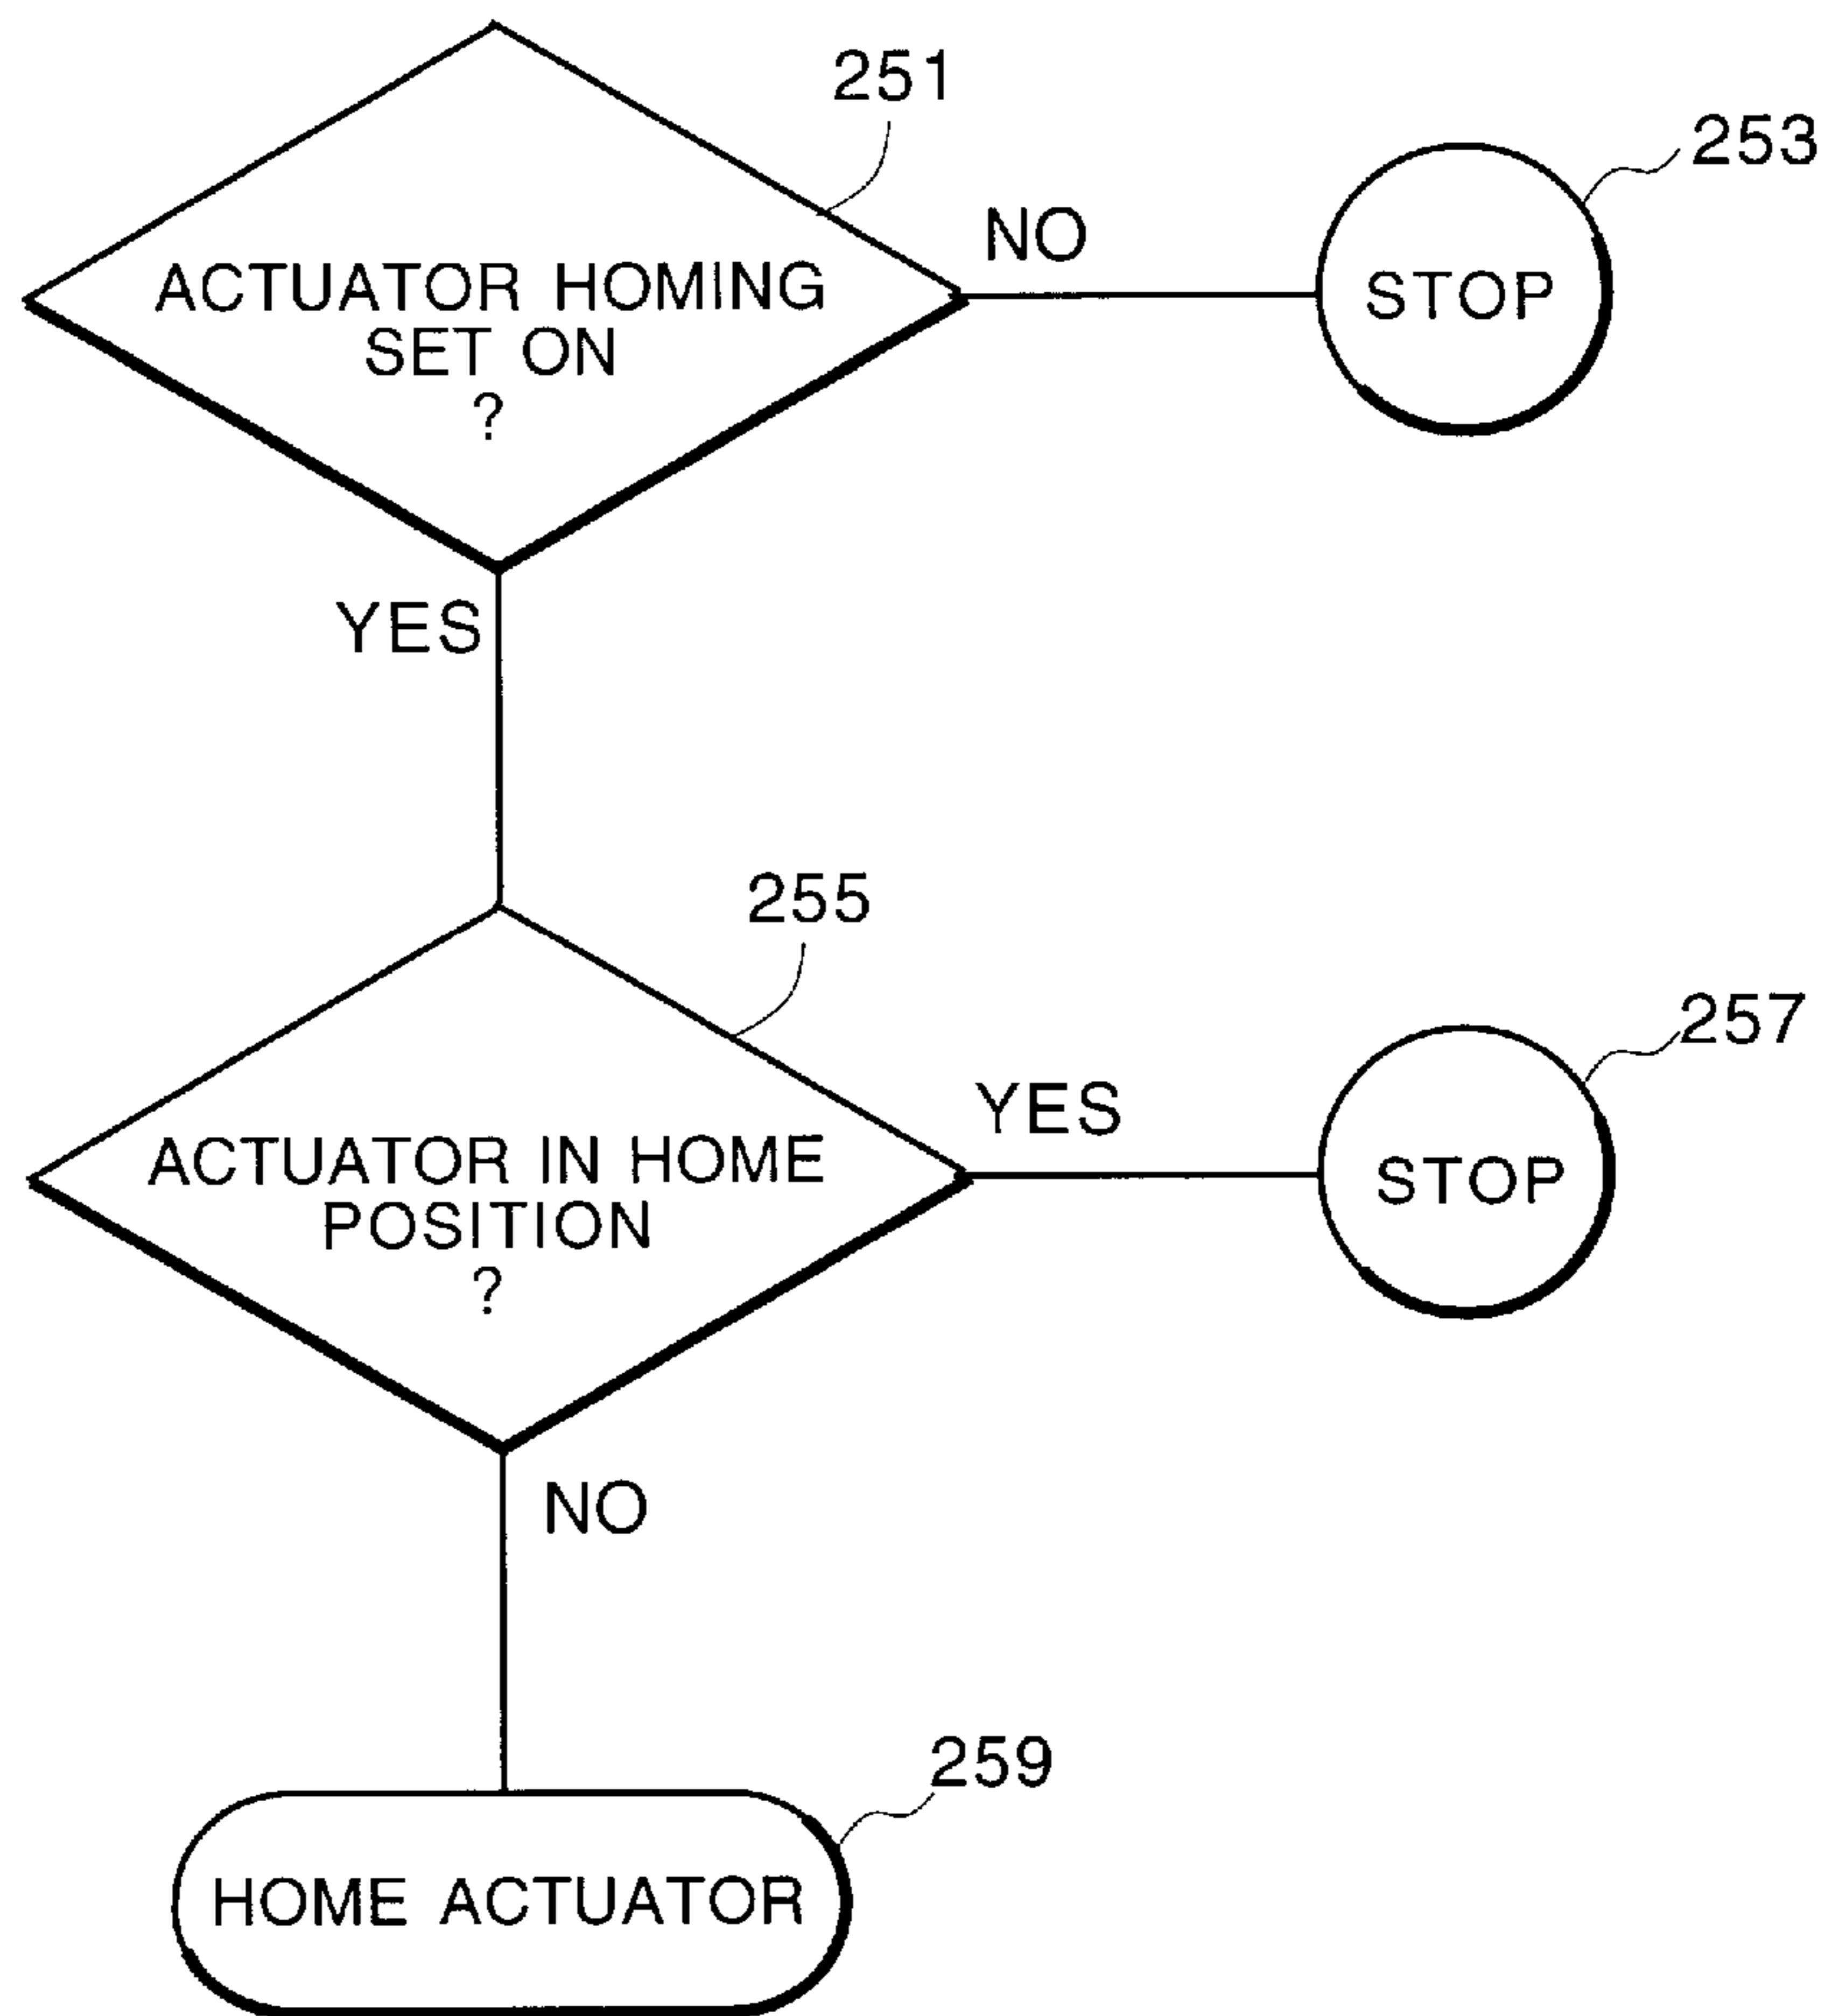 251
253
NO
ACTUATOR HOMING
SET ON
?
STOP
YES
255
257
YES
ACTUATOR IN HOME
POSITION
?
STOP
NO
259
HOME ACTUATOR